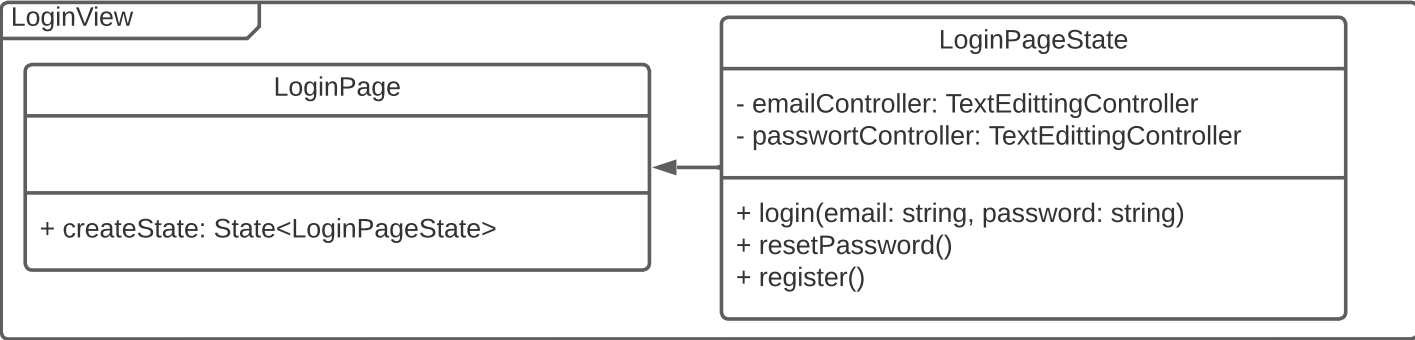 LoginView
LoginPage
+ createState: State<LoginPageState>
LoginPageState
- emailController: TextEdittingController
- passwortController: TextEdittingController
+ login(email: string, password: string)
+ resetPassword()
+ register()